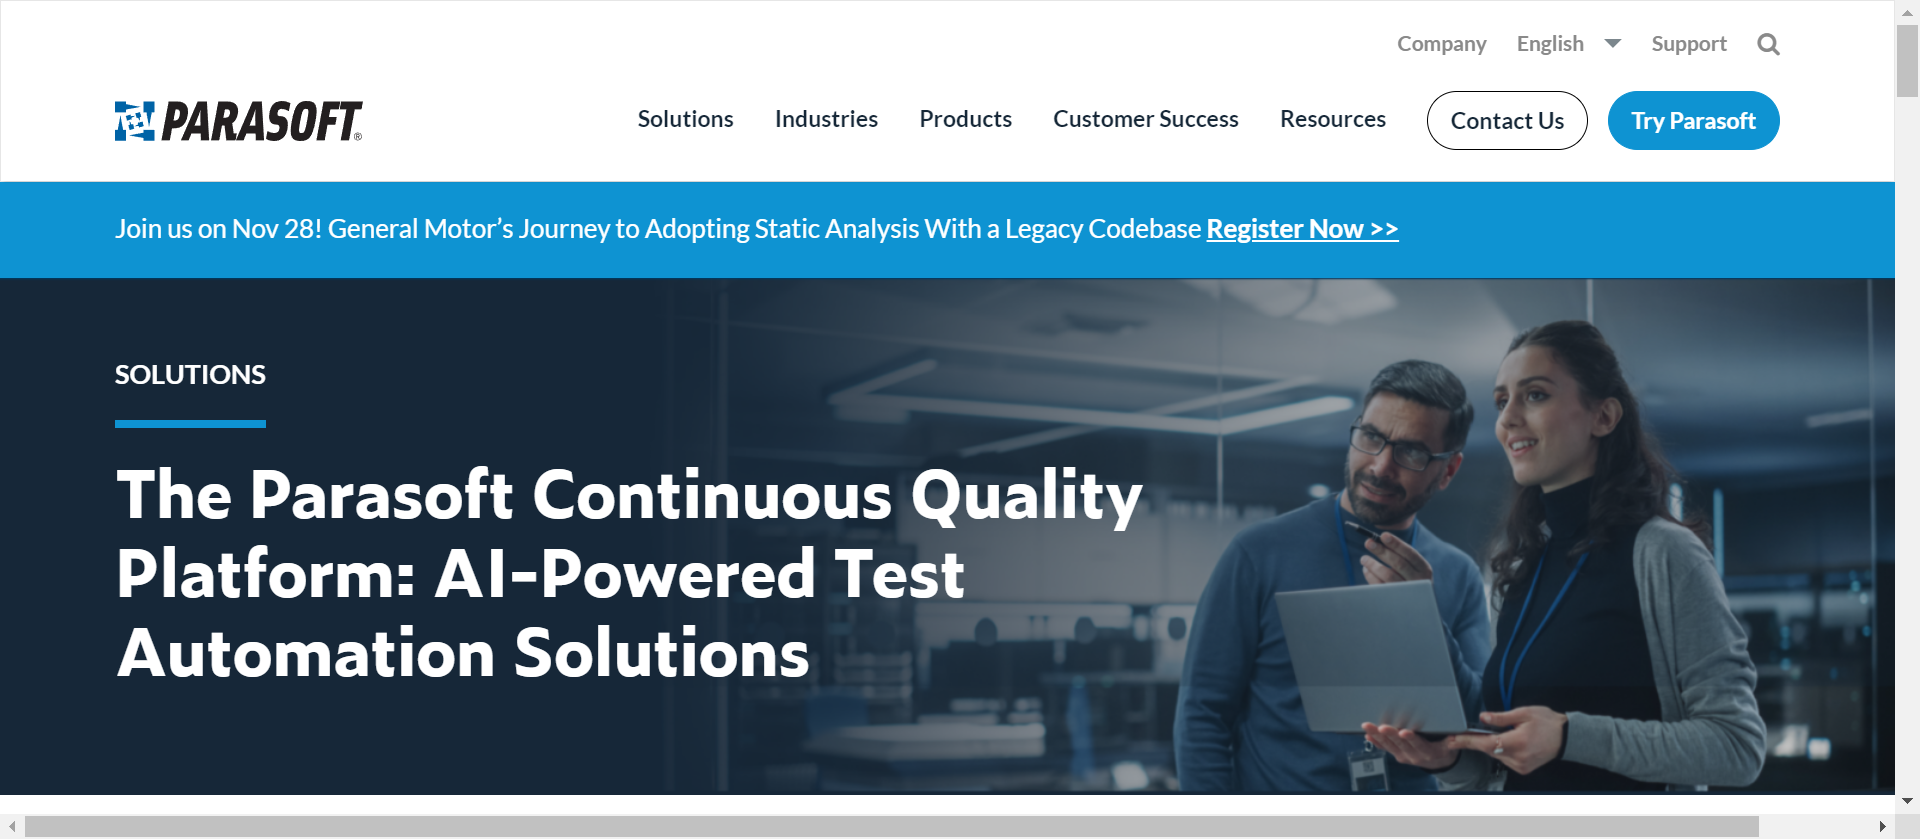 Company English Support
PARASOFT®
Solutions Industries Products Customer Success Resources Contact Us Try Parasoft
Join us on Nov 28! General Motor’s Journey to Adopting Static Analysis With a Legacy Codebase Register Now >>
SOLUTIONS
The Parasoft Continuous Quality
Platform: AI-Powered Test
Automation Solutions